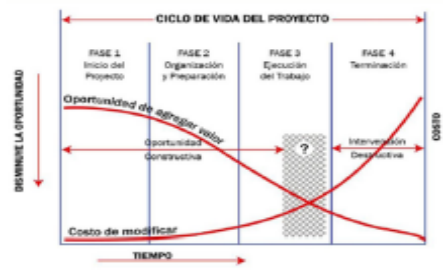 CICLO DE VIDA DEL PROYECTO
FASE 1
Inicio del
Proyecto
FASE 2
Organización
y Preparación
FASE 3
Ejecución
del Trabajo
FASE 4
Terminación
DISMINUYE LA OPORTUNIDAD
Oportunidad de agregar valor
Oportunidad
Constructiva
?
Intervención
Destructiva
COSTO
Costo de modificar
TIEMPO